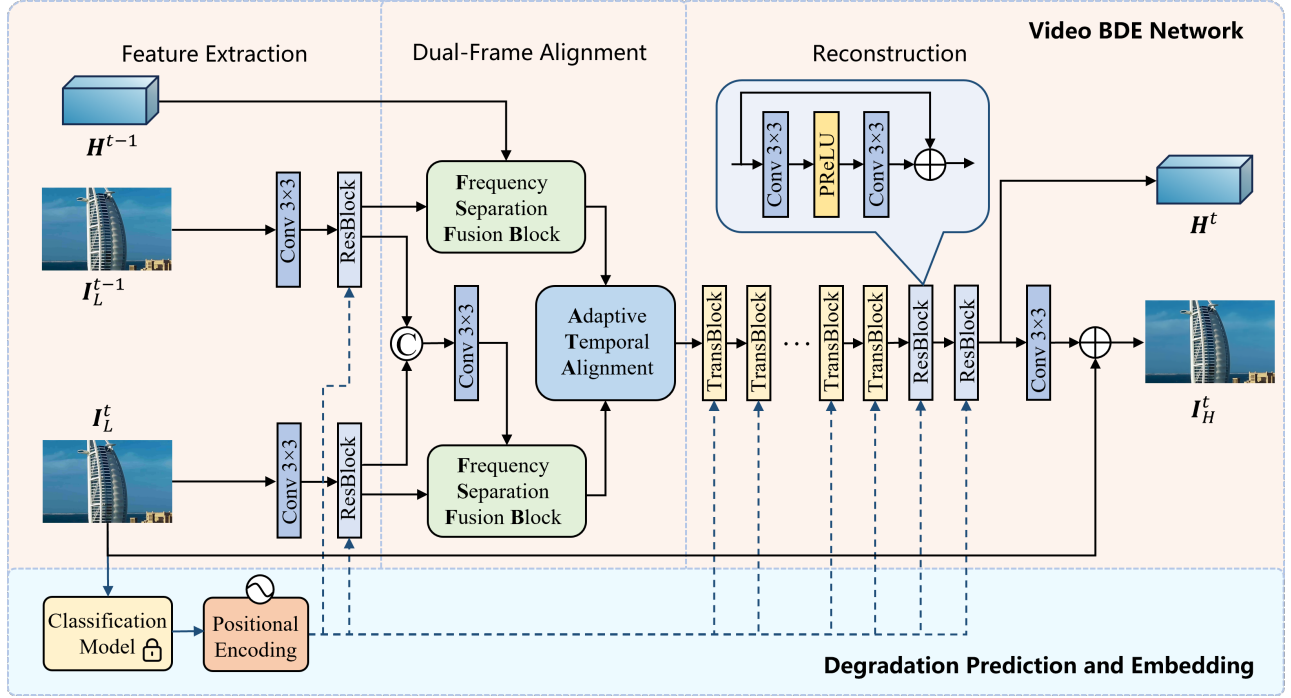 Video BDE Network
Feature Extraction
Dual-Frame Alignment
Reconstruction
H^{t-1}
I_L^{t-1}
Conv 3×3
ResBlock
Frequency
Separation
Fusion Block
Conv 3×3
PReLU
Conv 3×3
H^t
C
Conv 3×3
Adaptive
Temporal
Alignment
TransBlock
TransBlock
...
TransBlock
TransBlock
ResBlock
ResBlock
Conv 3×3
I_H^t
I_L^t
Conv 3×3
ResBlock
Frequency
Separation
Fusion Block
Classification
Model
Positional
Encoding
Degradation Prediction and Embedding